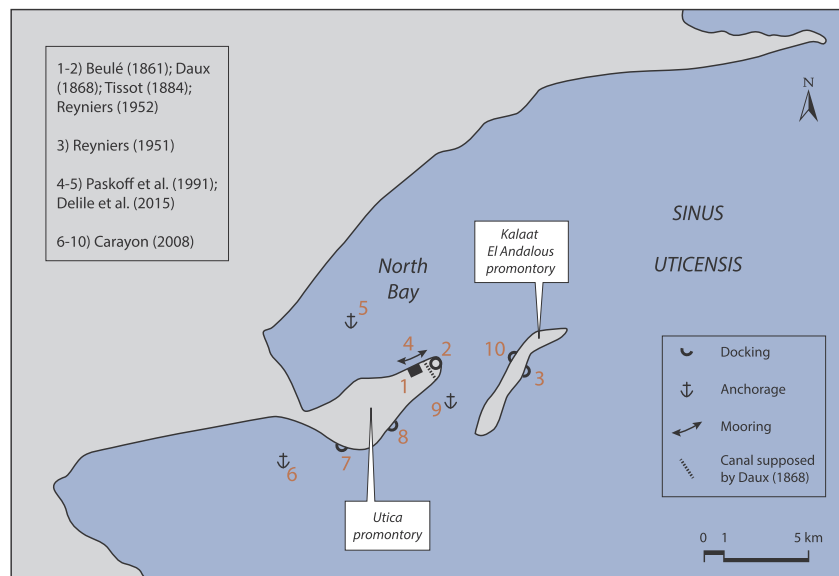 1-2) Beulé (1861); Daux
(1868); Tissot (1884);
Reyniers (1952)
3) Reyniers (1951)
4-5) Paskoff et al. (1991);
Delile et al. (2015)
6-10) Carayon (2008)
N
SINUS
UTICENSIS
Kalaat
El Andalous
promontory
North
Bay
5
4
2
10
1
3
9
8
7
6
Utica
promontory
Docking
Anchorage
Mooring
Canal supposed
by Daux (1868)
0 1 5 km